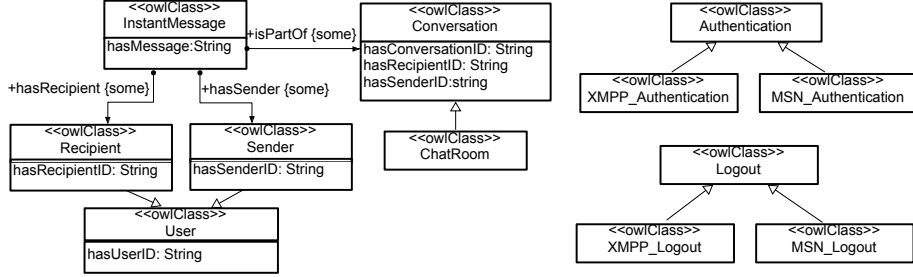 <<owlClass>>
InstantMessage
hasMessage:String
+isPartOf {some}
<<owlClass>>
Conversation
hasConversationID: String
hasRecipientID: String
hasSenderID:string
+hasRecipient {some}
+hasSender {some}
<<owlClass>>
Recipient
hasRecipientID: String
<<owlClass>>
Sender
hasSenderID: String
<<owlClass>>
ChatRoom
<<owlClass>>
User
hasUserID: String
<<owlClass>>
Authentication
<<owlClass>>
XMPP_Authentication
<<owlClass>>
MSN_Authentication
<<owlClass>>
Logout
<<owlClass>>
XMPP_Logout
<<owlClass>>
MSN_Logout